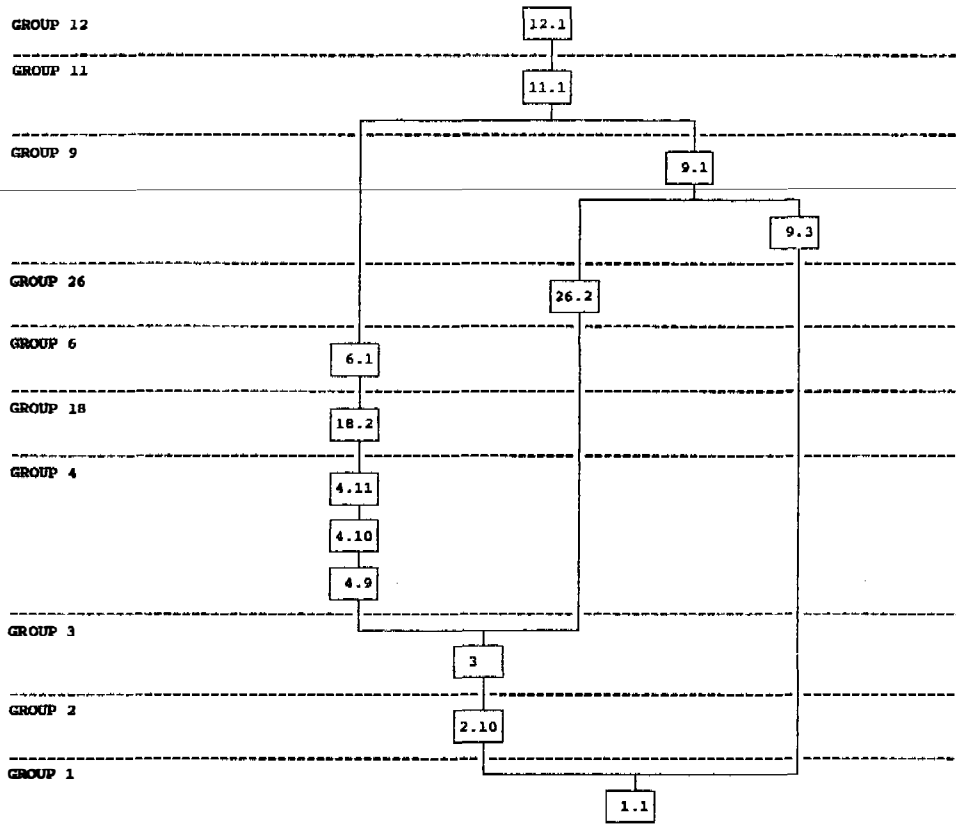 GROUP 12
12.1
GROUP 11
11.1
GROUP 9
9.1
9.3
GROUP 26
26.2
GROUP 6
6.1
GROUP 18
18.2
GROUP 4
4.11
4.10
4.9
GROUP 3
3
GROUP 2
2.10
GROUP 1
1.1